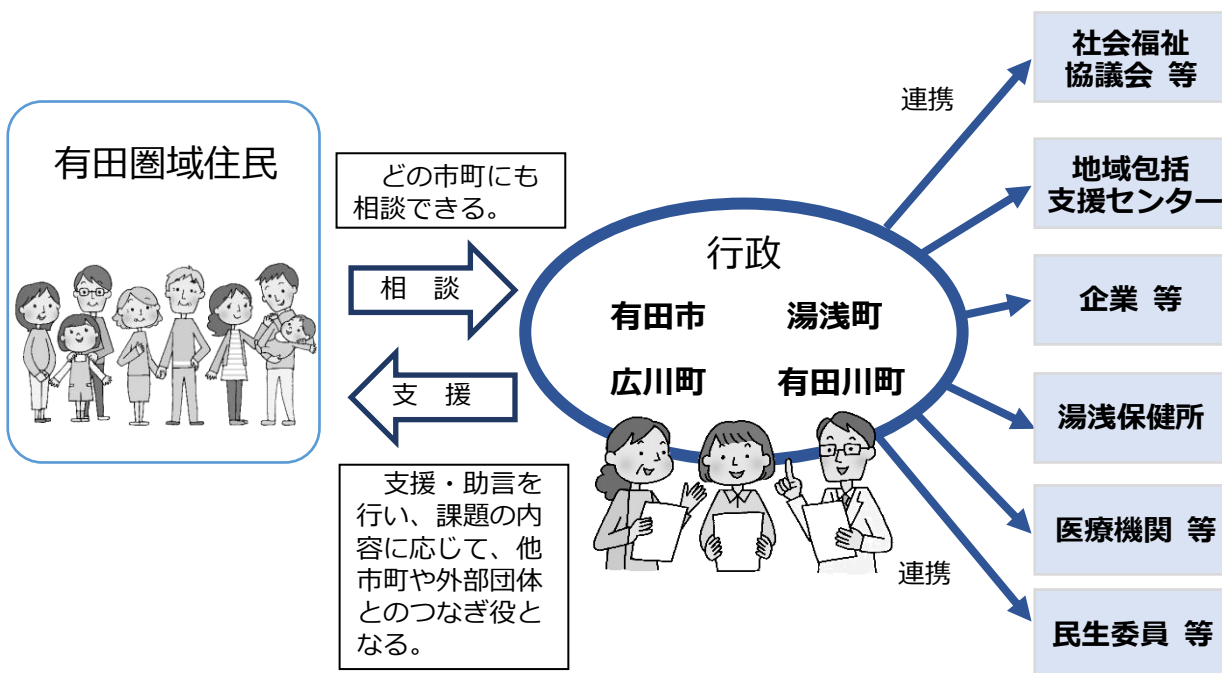 有田圏域住民
どの市町にも
相談できる。
相　談
支　援
支援・助言を
行い、課題の内
容に応じて、他
市町や外部団体
とのつなぎ役と
なる。
行政
有田市　湯浅町
広川町　有田川町
連携
連携
社会福祉
協議会 等
地域包括
支援センター
企業 等
湯浅保健所
医療機関 等
民生委員 等